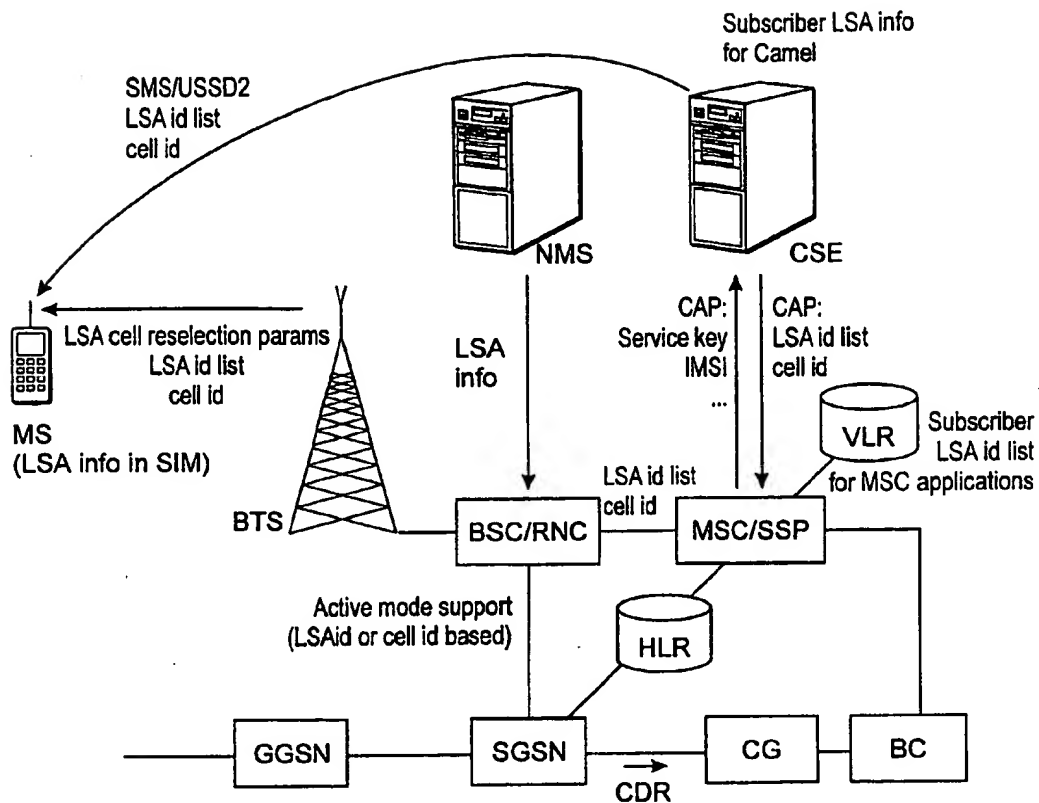 Subscriber LSA info
for Camel
SMS/USSD2
LSA id list
cell id
NMS
CSE
LSA cell reselection params
LSA id list
cell id
MS
(LSA info in SIM)
LSA
info
CAP:
Service key
IMSI
...
CAP:
LSA id list
cell id
VLR
Subscriber
LSA id list
for MSC applications
BTS
BSC/RNC
LSA id list
cell id
MSC/SSP
Active mode support
(LSAid or cell id based)
HLR
GGSN
SGSN
CDR
CG
BC